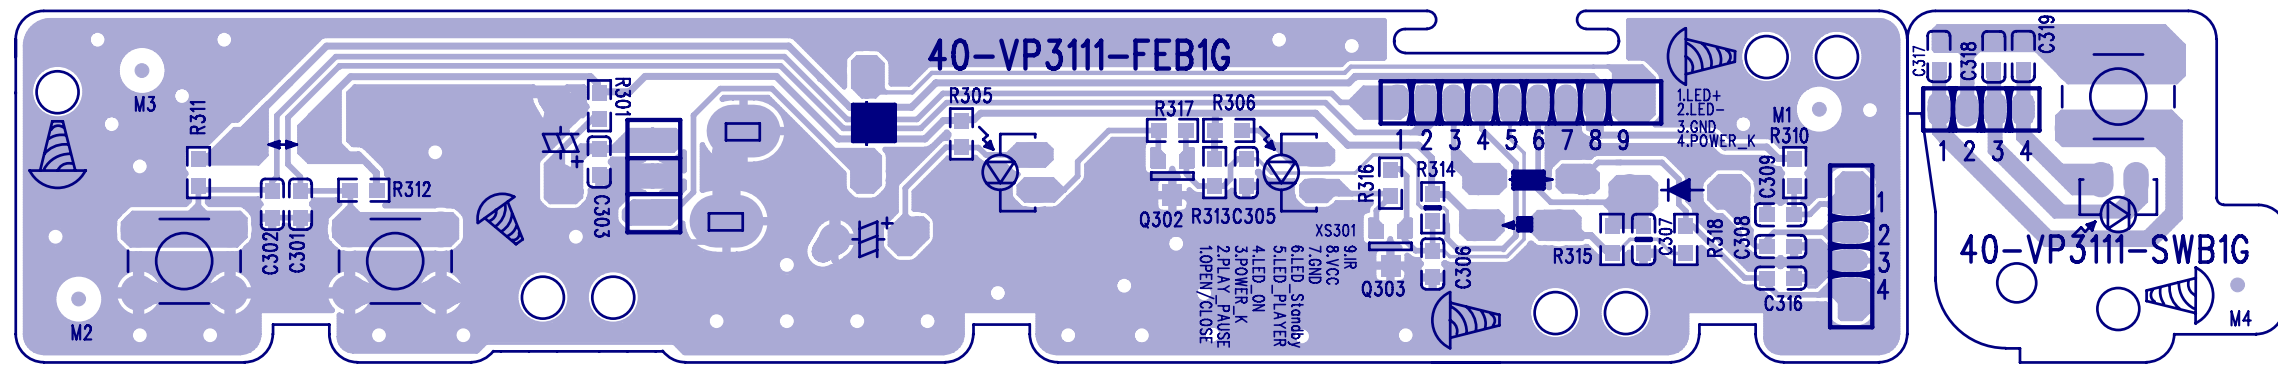 40-VP3111-FEB1G
C319
C317
C318
M3
R311
R301
R305
R317
R306
1.LED+
2.LED-
3.GND
4.POWER_K
M1
R310
1 2 3 4 5 6 7 8 9
1 2 3 4
R312
C303
R316
R314
C309
Q302
R313
C305
XS301
C302
C301
C306
R315
C307
R318
C308
1
2
3
4
40-VP3111-SWB1G
9.IR
8.VCC
7.GND
6.LED_Standby
5.LED_PLAYER
4.LED_ON
3.POWER_K
2.PLAY_PAUSE
1.OPEN/CLOSE
Q303
C316
M2
M4